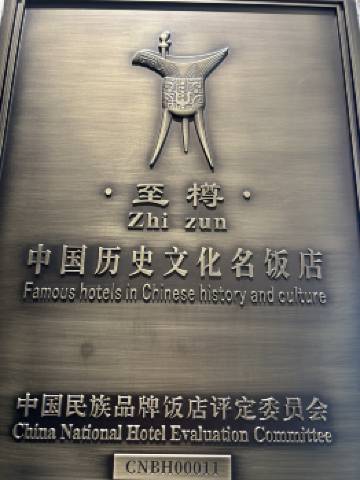 ·至樽·
Zhi zun
中国历史文化名饭店
Famous hotels in Chinese history and culture
中国民族品牌饭店评定委员会
China National Hotel Evaluation Committee
CNBH00011